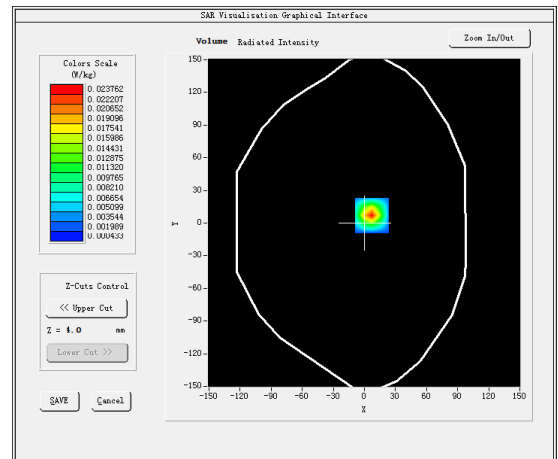 SAR Visualisation Graphical Interface
Volume Radiated Intensity
Zoom In/Out
Colors Scale
(W/kg)
0.023762
0.022207
0.020652
0.019096
0.017541
0.015986
0.014431
0.012875
0.011320
0.009765
0.008210
0.006654
0.005099
0.003544
0.001989
0.000433
Z-Cuts Control
<< Upper Cut
Z = 4.0 mm
Lower Cut >>
SAVE Cancel
150
120
90
60
30
0
-30
-60
-90
-120
-150
Y
-150 -120 -90 -60 -30 0 30 60 90 120 150
X